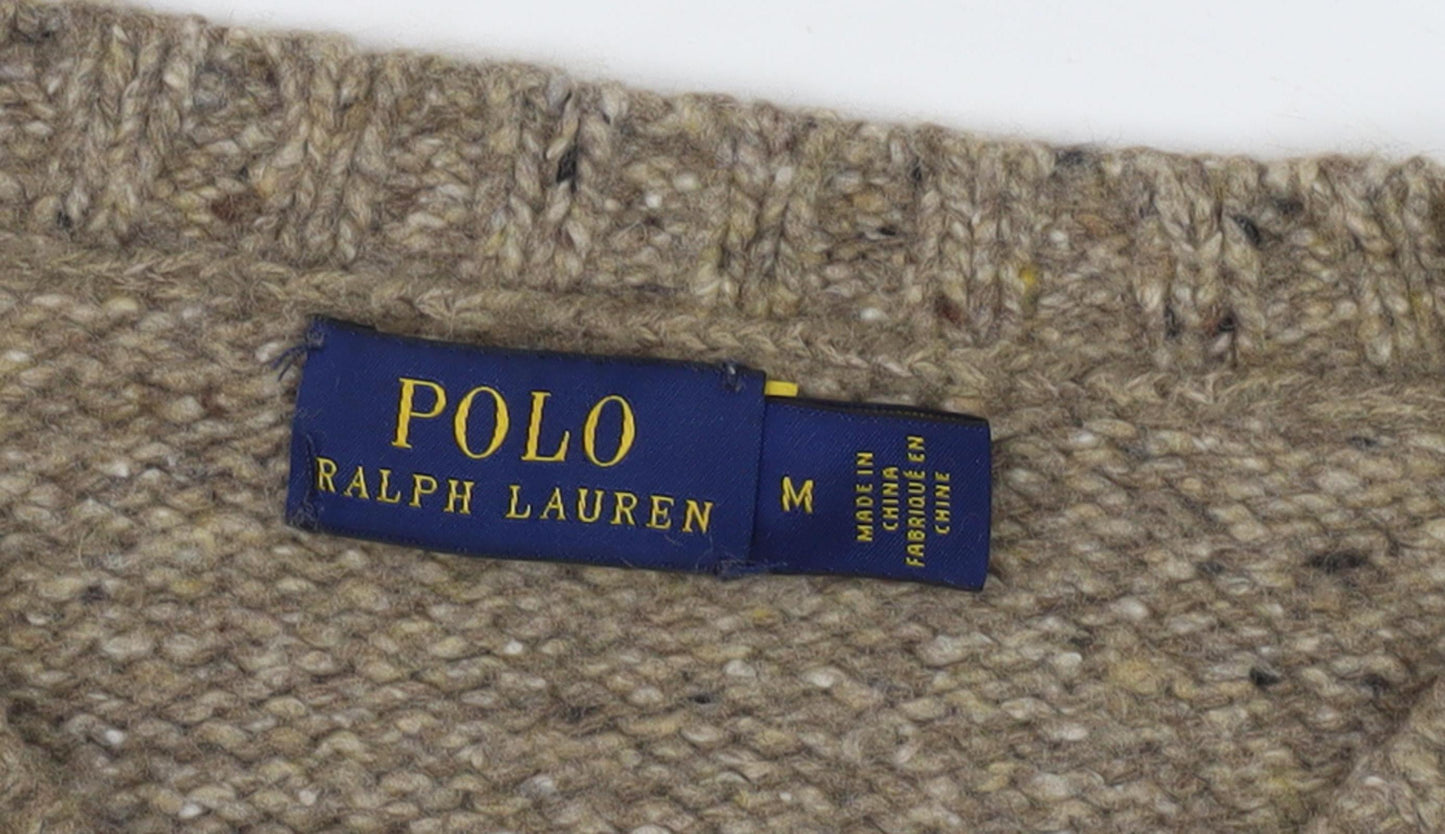 POLO
RALPH LAUREN
M
MADE IN
CHINA
FABRIQUÉ EN
CHINE